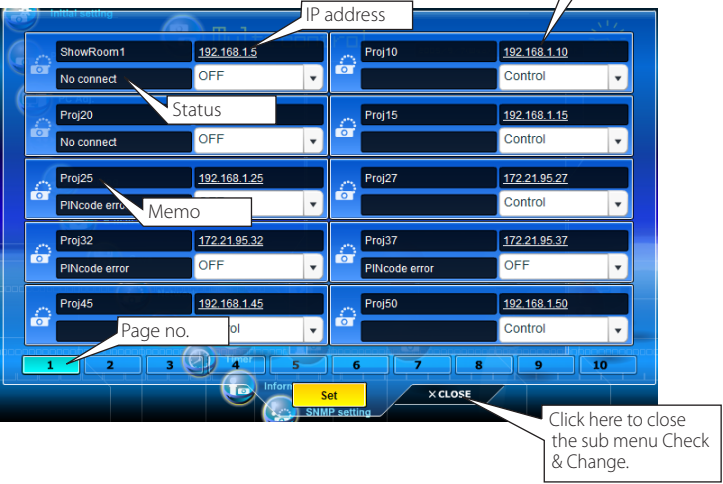 Initial setting
IP address
ShowRoom1 192.168.1.5
No connect OFF
Proj10 192.168.1.10
Control
Status
Proj20
No connect OFF
Proj15 192.168.1.15
Control
Proj25 192.168.1.25
PINcode error
Memo
Proj27 172.21.95.27
Control
Proj32 172.21.95.32
PINcode error OFF
Proj37 172.21.95.37
PINcode error OFF
Proj45 192.168.1.45
Page no.
Proj50 192.168.1.50
Control
1 2 3 4 5 6 7 8 9 10
Timer
Set
× CLOSE
SNMP setting
Click here to close
the sub menu Check
& Change.